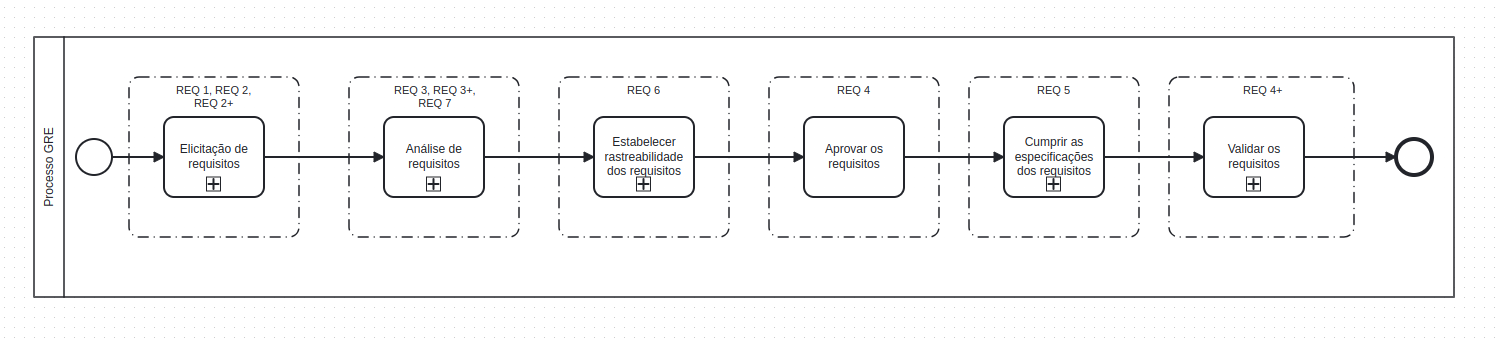 Processo GRE
REQ 1, REQ 2,
REQ 2+
Elicitação de
requisitos
REQ 3, REQ 3+,
REQ 7
Análise de
requisitos
REQ 6
Estabelecer
rastreabilidade
dos requisitos
REQ 4
Aprovar os
requisitos
REQ 5
Cumprir as
especificações
dos requisitos
REQ 4+
Validar os
requisitos